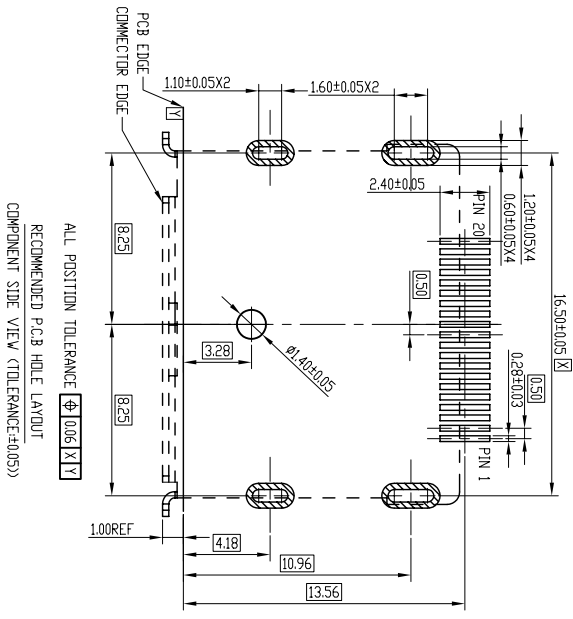 PCB EDGE
COMMECTOR EDGE
Y
1.10±0.05X2
1.60±0.05X2
2.40±0.05
PIN 20
0.60±0.05X4
1.20±0.05X4
16.50±0.05 X
8.25
0.50
3.28
ø1.40±0.05
0.28±0.03
0.50
8.25
PIN 1
1.00REF
4.18
10.96
13.56
ALL POSITION TOLERANCE ⌖ 0.06 X Y
RECOMMENDED P.C.B HOLE LAYOUT
COMPONENT SIDE VIEW (TOLERANCE:±0.05))